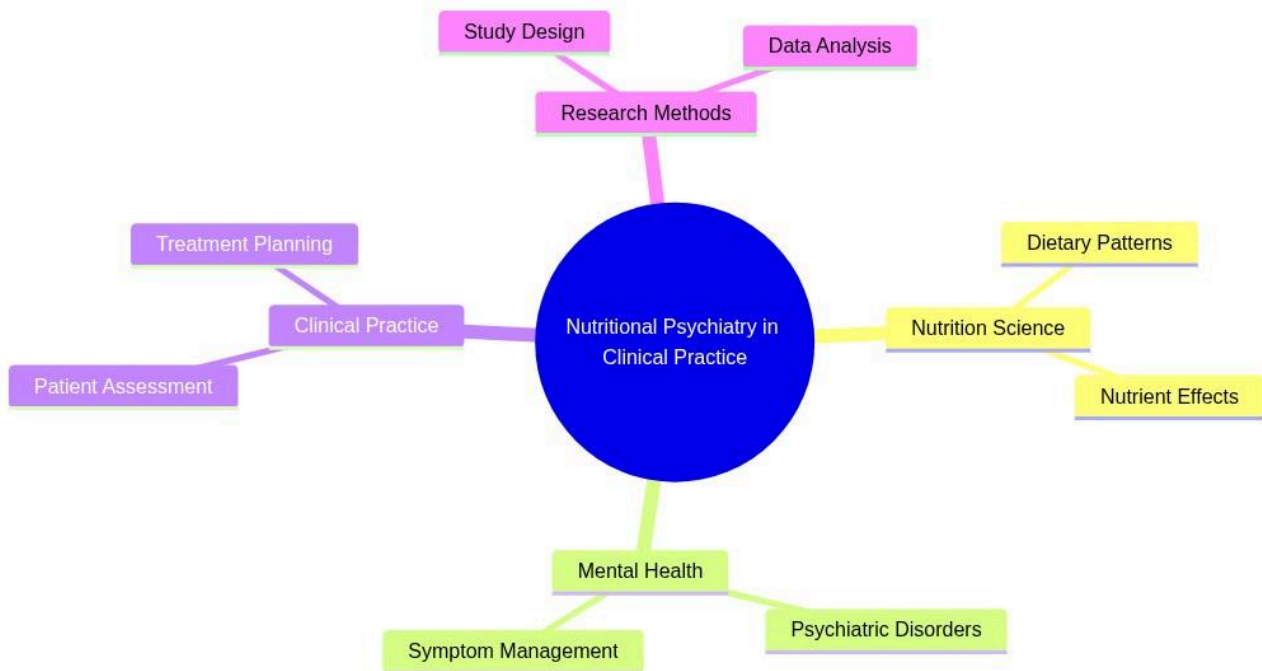 Study Design
Data Analysis
Research Methods
Treatment Planning
Dietary Patterns
Clinical Practice
Nutritional Psychiatry in
Clinical Practice
Nutrition Science
Patient Assessment
Nutrient Effects
Mental Health
Symptom Management
Psychiatric Disorders